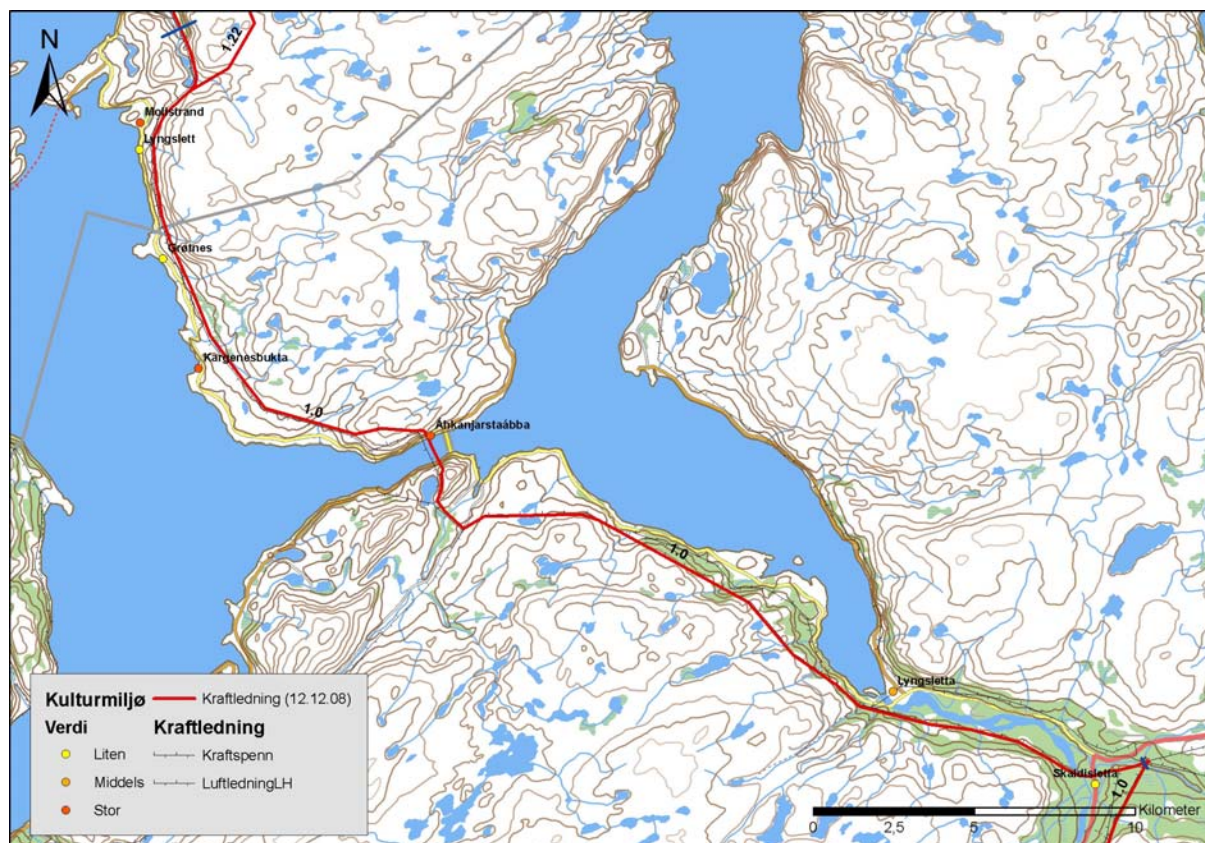 N
1.22
Mollstrand
Lyngslett
Grøtnes
Kargenesbukta
1.0
Áhkánjarstaábba
1.0
Lyngsletta
Skaidisletta
1.0
Kulturmiljø
Kraftledning (12.12.08)
Verdi
Kraftledning
Liten
Kraftspenn
Middels
LuftledningLH
Stor
Kilometer
0
2,5
5
10